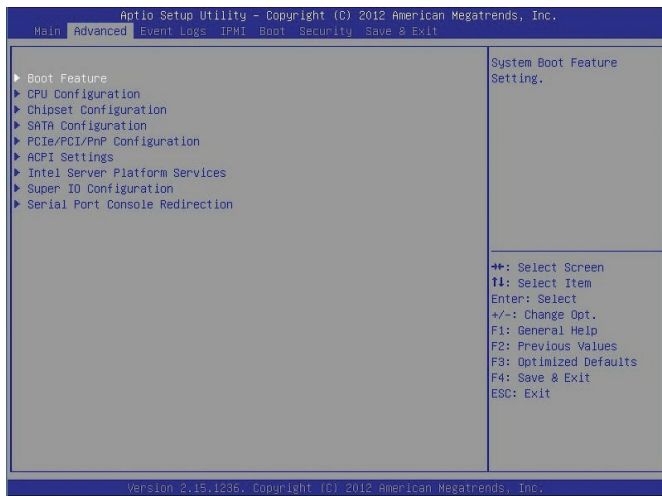 Aptio Setup Utility – Copyright (C) 2012 American Megatrends, Inc.
Main Advanced Event Logs IPMI Boot Security Save & Exit
▶ Boot Feature
▶ CPU Configuration
▶ Chipset Configuration
▶ SATA Configuration
▶ PCIe/PCI/PnP Configuration
▶ ACPI Settings
▶ Intel Server Platform Services
▶ Super IO Configuration
▶ Serial Port Console Redirection
System Boot Feature
Setting.
→←: Select Screen
↑↓: Select Item
Enter: Select
+/-: Change Opt.
F1: General Help
F2: Previous Values
F3: Optimized Defaults
F4: Save & Exit
ESC: Exit
Version 2.15.1236. Copyright (C) 2012 American Megatrends, Inc.